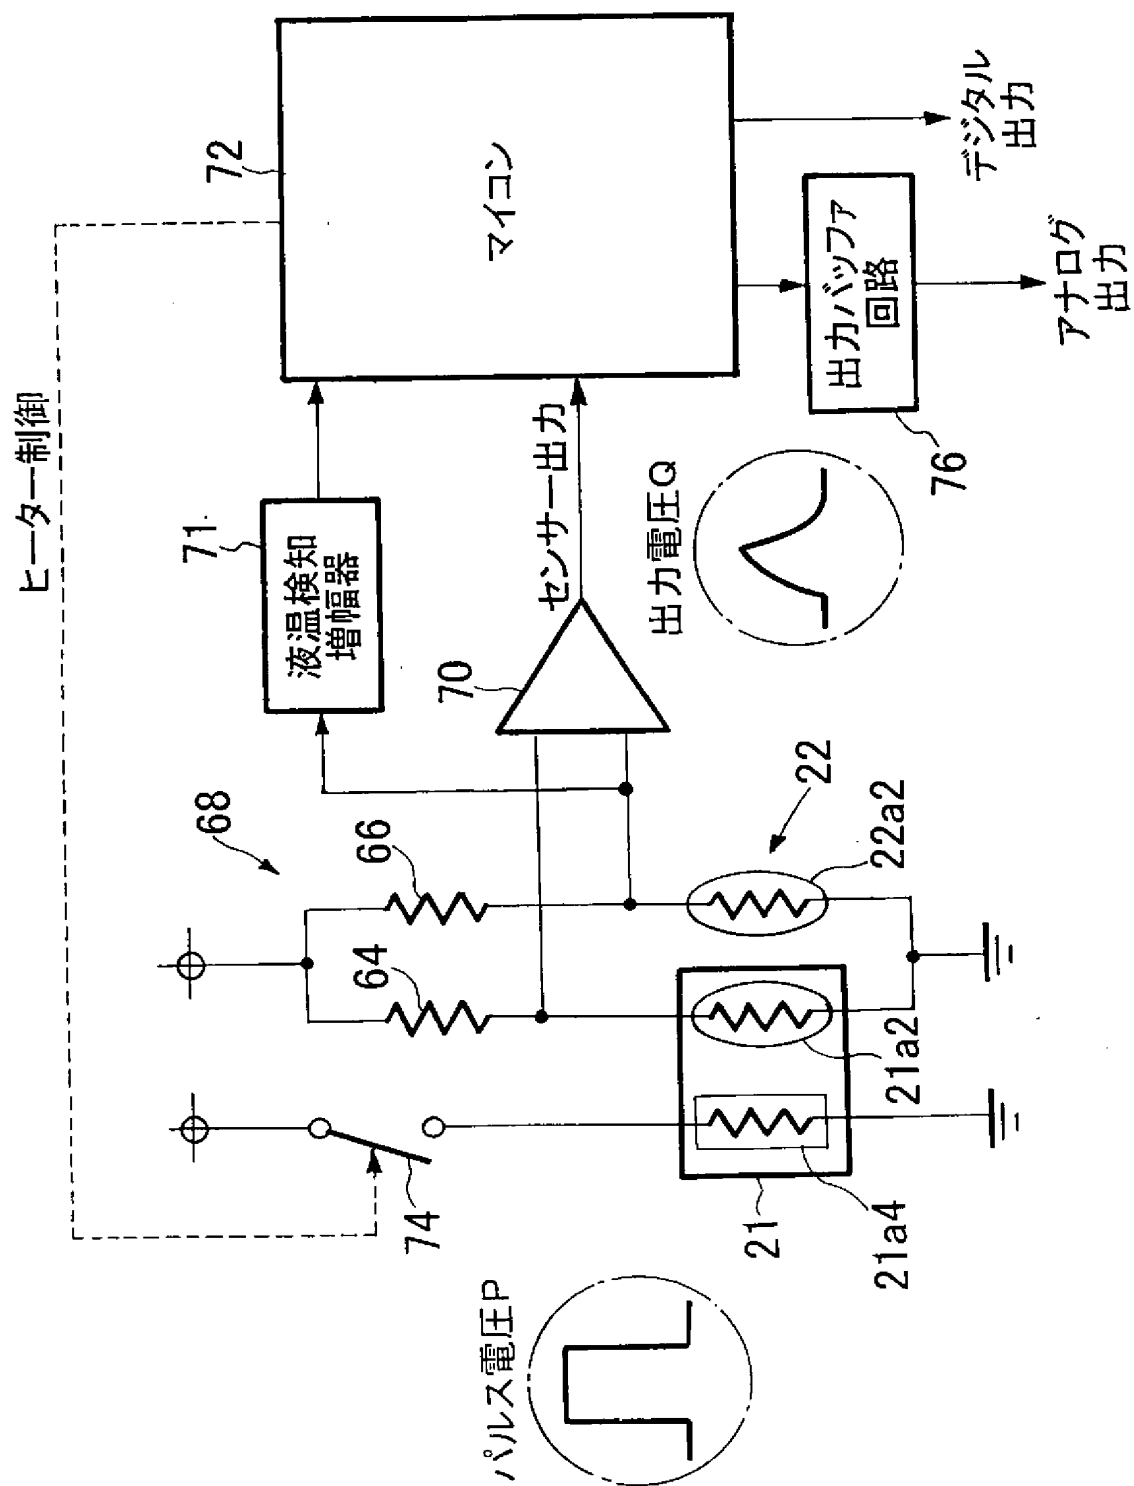 ヒーター制御
72
マイコン
71
液温検知
増幅器
センサー出力
70
出力電圧Q
68
66
64
22
22a2
21a2
21
21a4
74
パルス電圧P
出力バッファ
回路
76
デジタル
出力
アナログ
出力